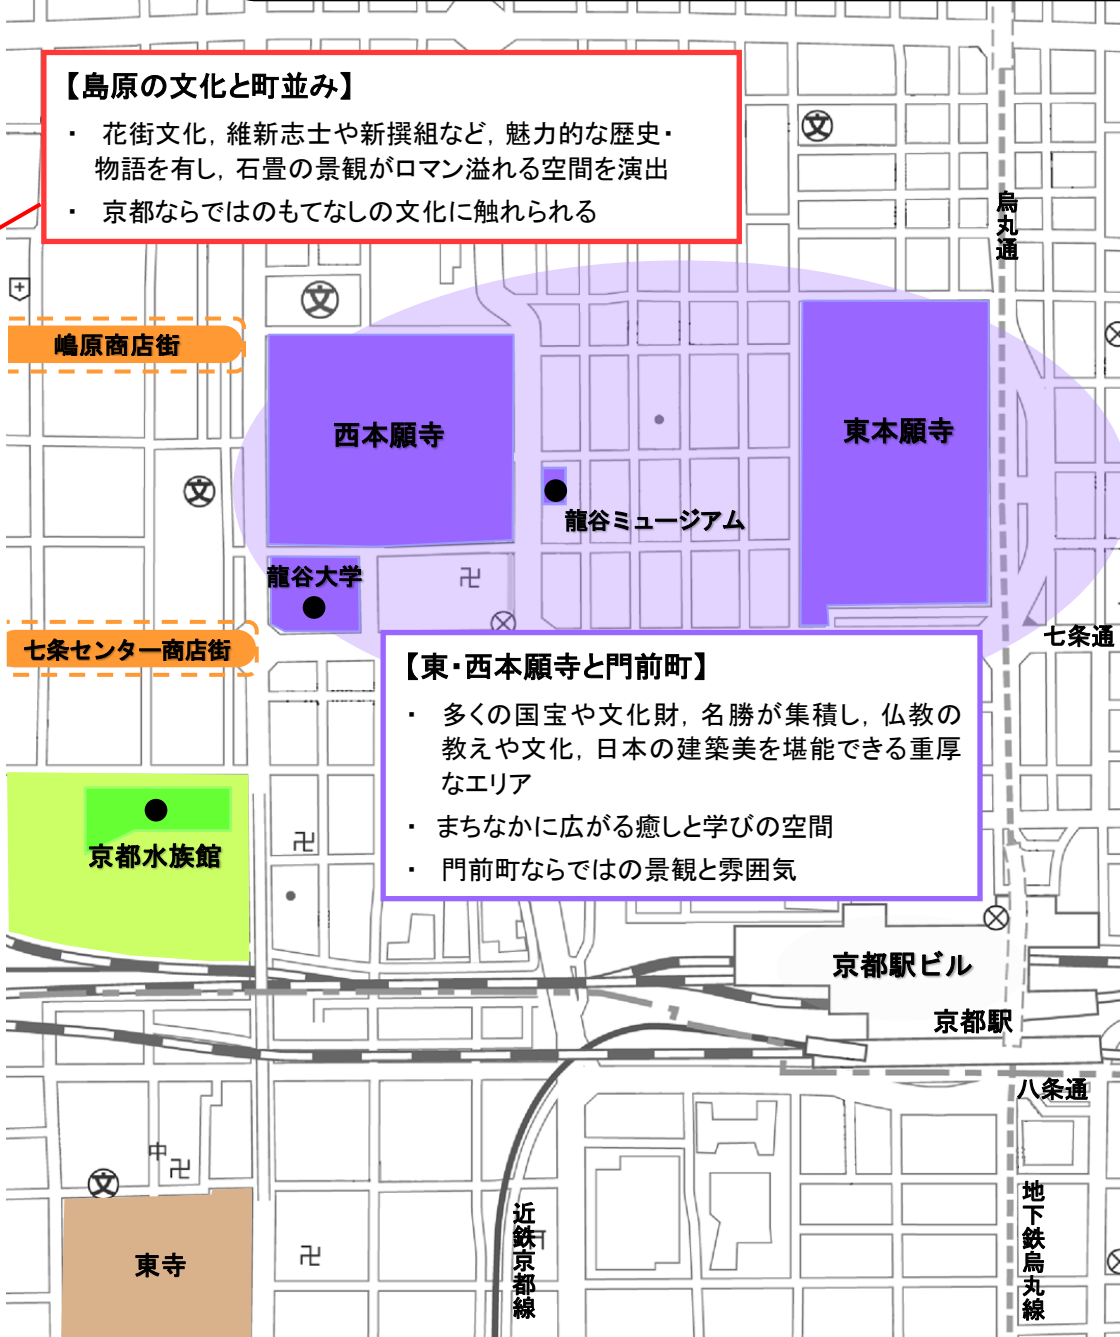 【島原の文化と町並み】
・ 花街文化，維新志士や新撰組など，魅力的な歴史・
物語を有し，石畳の景観がロマン溢れる空間を演出
・ 京都ならではのもてなしの文化に触れられる
文
烏丸通
文
嶋原商店街
西本願寺
東本願寺
文
龍谷ミュージアム
龍谷大学
卍
七条センター商店街
七条通
【東・西本願寺と門前町】
・ 多くの国宝や文化財，名勝が集積し，仏教の
教えや文化，日本の建築美を堪能できる重厚
なエリア
・ まちなかに広がる癒しと学びの空間
・ 門前町ならではの景観と雰囲気
京都水族館
卍
京都駅ビル
京都駅
八条通
中
卍
文
東寺
卍
近鉄京都線
地下鉄烏丸線